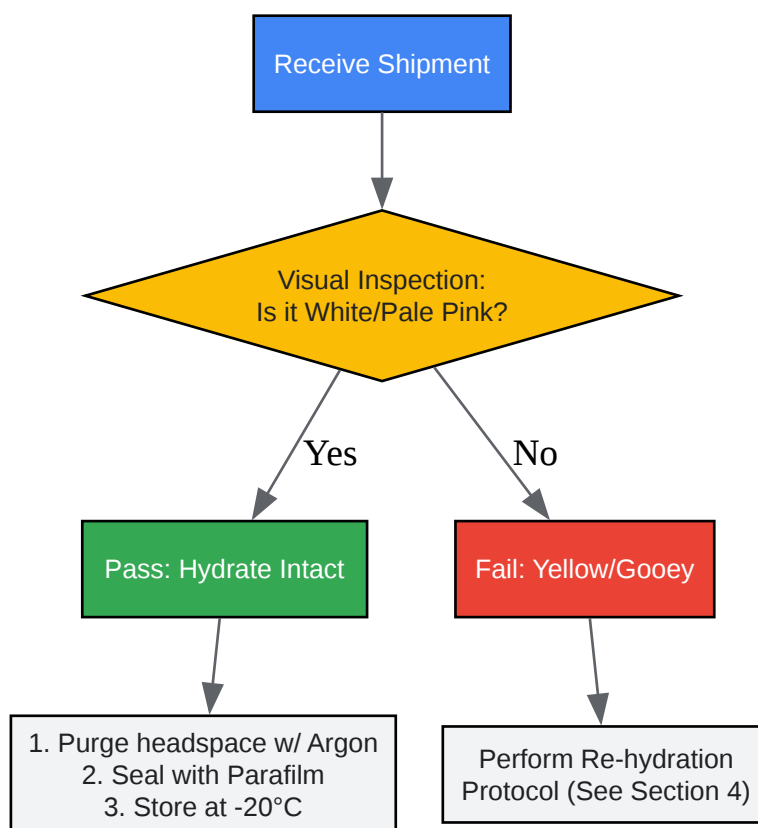 Receive Shipment
Visual Inspection:
Is it White/Pale Pink?
Yes
No
Pass: Hydrate Intact
Fail: Yellow/Gooey
1. Purge headspace w/ Argon
2. Seal with Parafilm
3. Store at -20°C
Perform Re-hydration
Protocol (See Section 4)